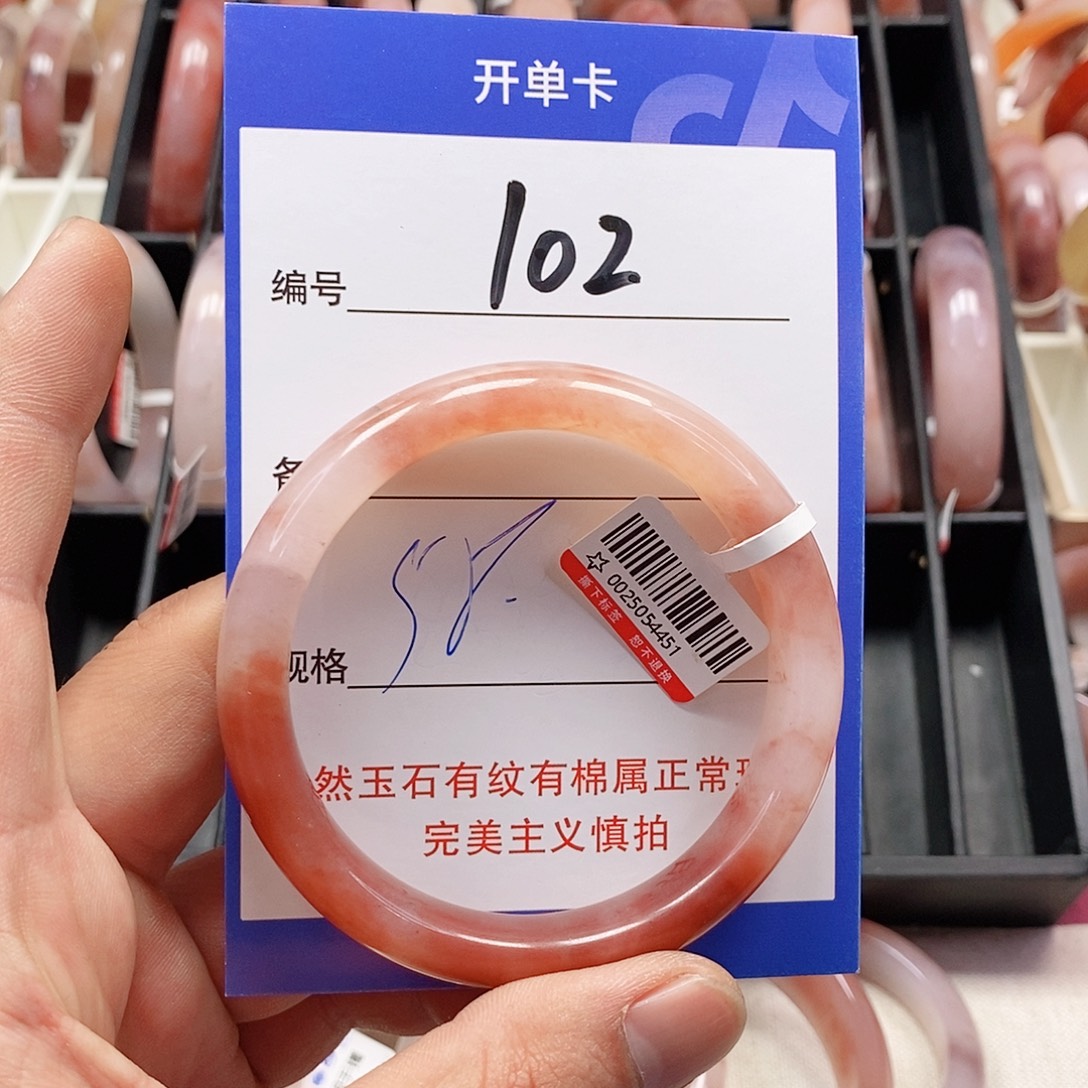 开单卡
编号 102
规格 58.
0025054451
撕下标签 恕不退换
然玉石有纹有棉属正常
完美主义慎拍